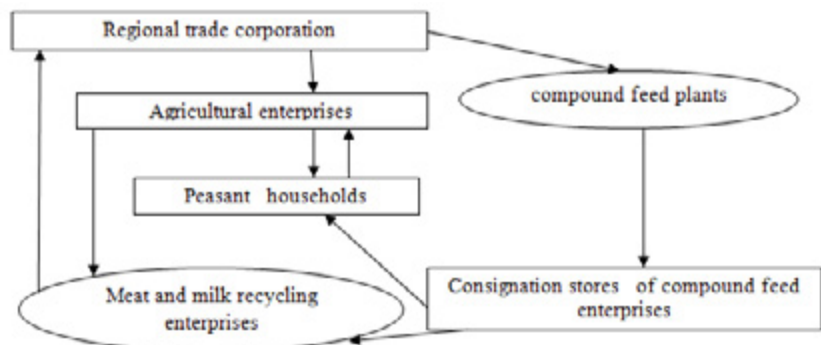 Regional trade corporation
compound feed plants
Agricultural enterprises
Peasant households
Meat and milk recycling
enterprises
Consignation stores of compound feed
enterprises